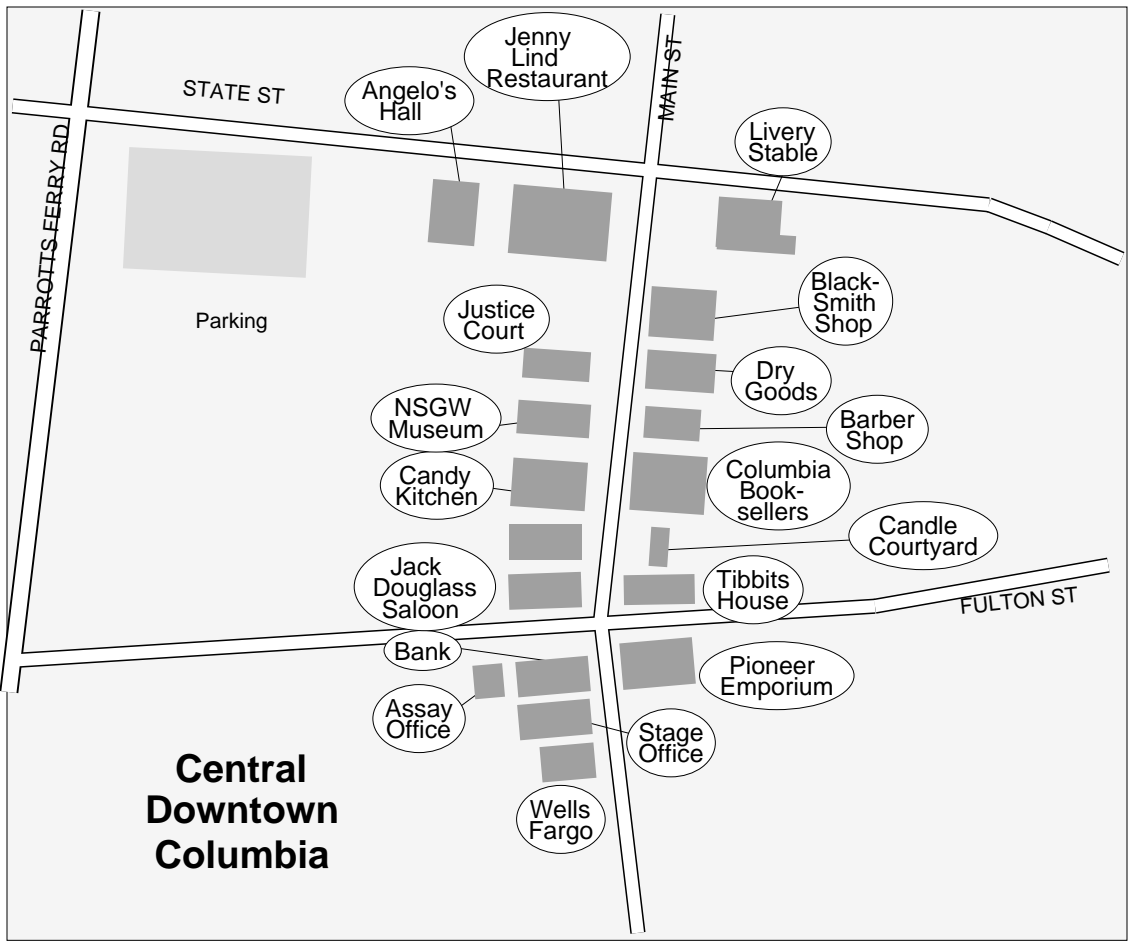 Jenny
Lind
Restaurant
MAIN ST
STATE ST
Angelo's
Hall
Livery
Stable
PARROTTS FERRY RD
Parking
Justice
Court
Black-
Smith
Shop
Dry
Goods
NSGW
Museum
Barber
Shop
Candy
Kitchen
Columbia
Book-
sellers
Candle
Courtyard
Jack
Douglass
Saloon
Tibbits
House
FULTON ST
Bank
Pioneer
Emporium
Assay
Office
Stage
Office
Wells
Fargo
Central
Downtown
Columbia